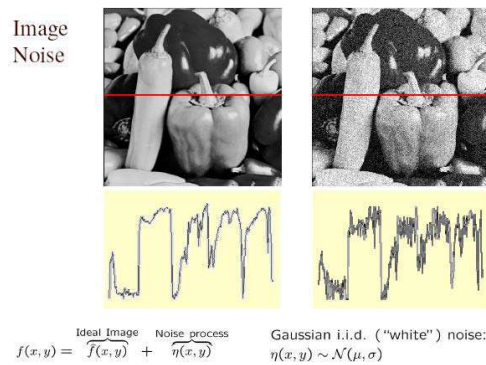 Image
Noise
Ideal Image Noise process
f(x,y) = f̂(x,y) + η(x,y)
Gaussian i.i.d. ("white") noise:
η(x,y) ~ 𝒩(μ,σ)